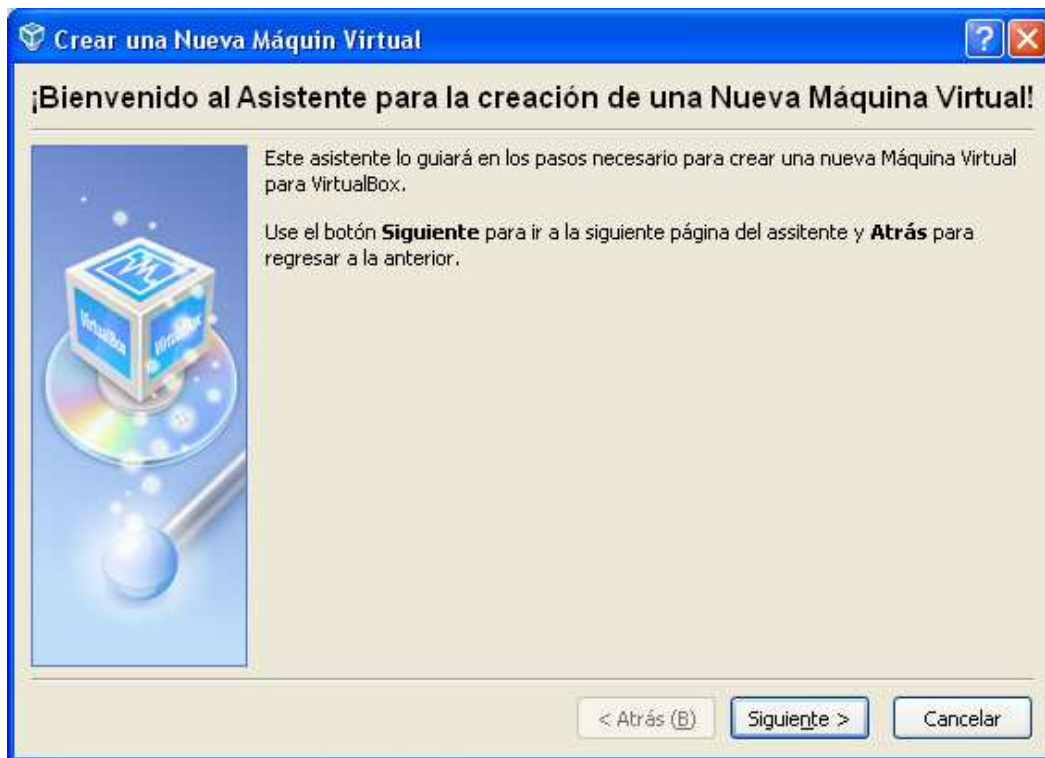 Crear una Nueva Máquin Virtual
¡Bienvenido al Asistente para la creación de una Nueva Máquina Virtual!
Este asistente lo guiará en los pasos necesario para crear una nueva Máquina Virtual
para VirtualBox.
Use el botón Siguiente para ir a la siguiente página del assitente y Atrás para
regresar a la anterior.
VirtualBox
VirtualBox
< Atrás (B)
Siguiente >
Cancelar